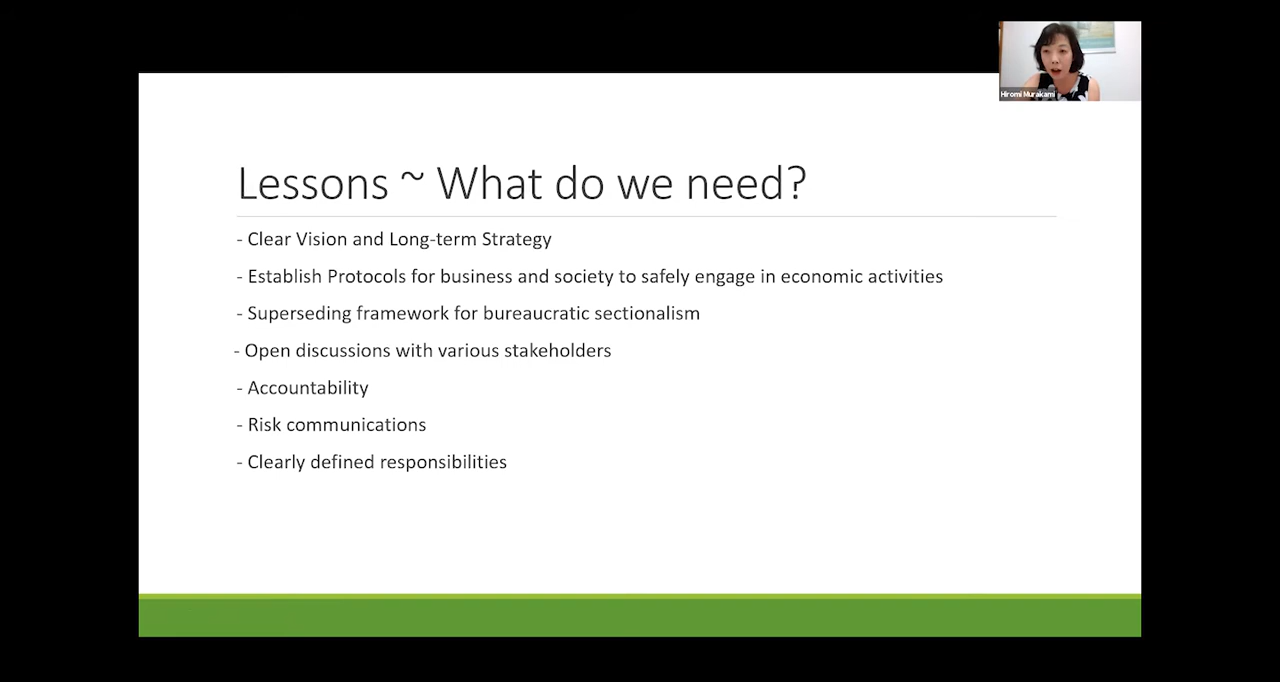 Hiromi Murakami
Lessons ~ What do we need?
- Clear Vision and Long-term Strategy
- Establish Protocols for business and society to safely engage in economic activities
- Superseding framework for bureaucratic sectionalism
- Open discussions with various stakeholders
- Accountability
- Risk communications
- Clearly defined responsibilities